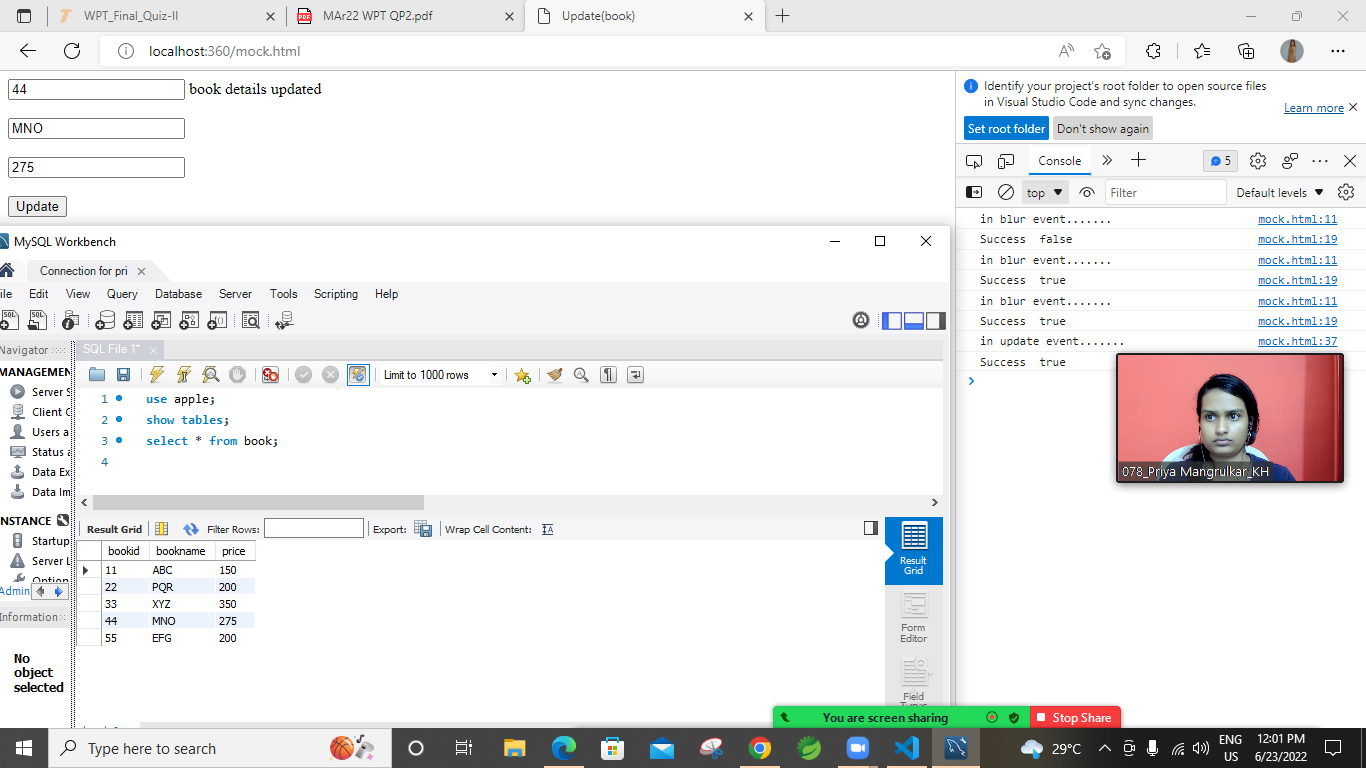 WPT_Final_Quiz-II
MAr22 WPT QP2.pdf
Update(book)
localhost:360/mock.html
44 book details updated
MNO
275
Update
Identify your project's root folder to open source files
in Visual Studio Code and sync changes.
Learn more
Set root folder Don't show again
Console
5
top Filter Default levels
in blur event....... mock.html:11
Success false mock.html:19
in blur event....... mock.html:11
Success true mock.html:19
in blur event....... mock.html:11
Success true mock.html:19
in update event....... mock.html:37
Success true
078_Priya Mangrulkar_KH
MySQL Workbench
Connection for pri
ile Edit View Query Database Server Tools Scripting Help
Navigator
SQL File 1*
MANAGEMEN
Server S
Client C
Users a
Status a
Data Ex
Data Im
NSTANCE
Startup
Server L
Option
Admin
Information
No
object
selected
Limit to 1000 rows
1 use apple;
2 show tables;
3 select * from book;
4
Result Grid Filter Rows: Export: Wrap Cell Content:
bookid bookname price
11 ABC 150
22 PQR 200
33 XYZ 350
44 MNO 275
55 EFG 200
Result
Grid
Form
Editor
Field
You are screen sharing Stop Share
Type here to search
29°C
ENG
US
12:01 PM
6/23/2022